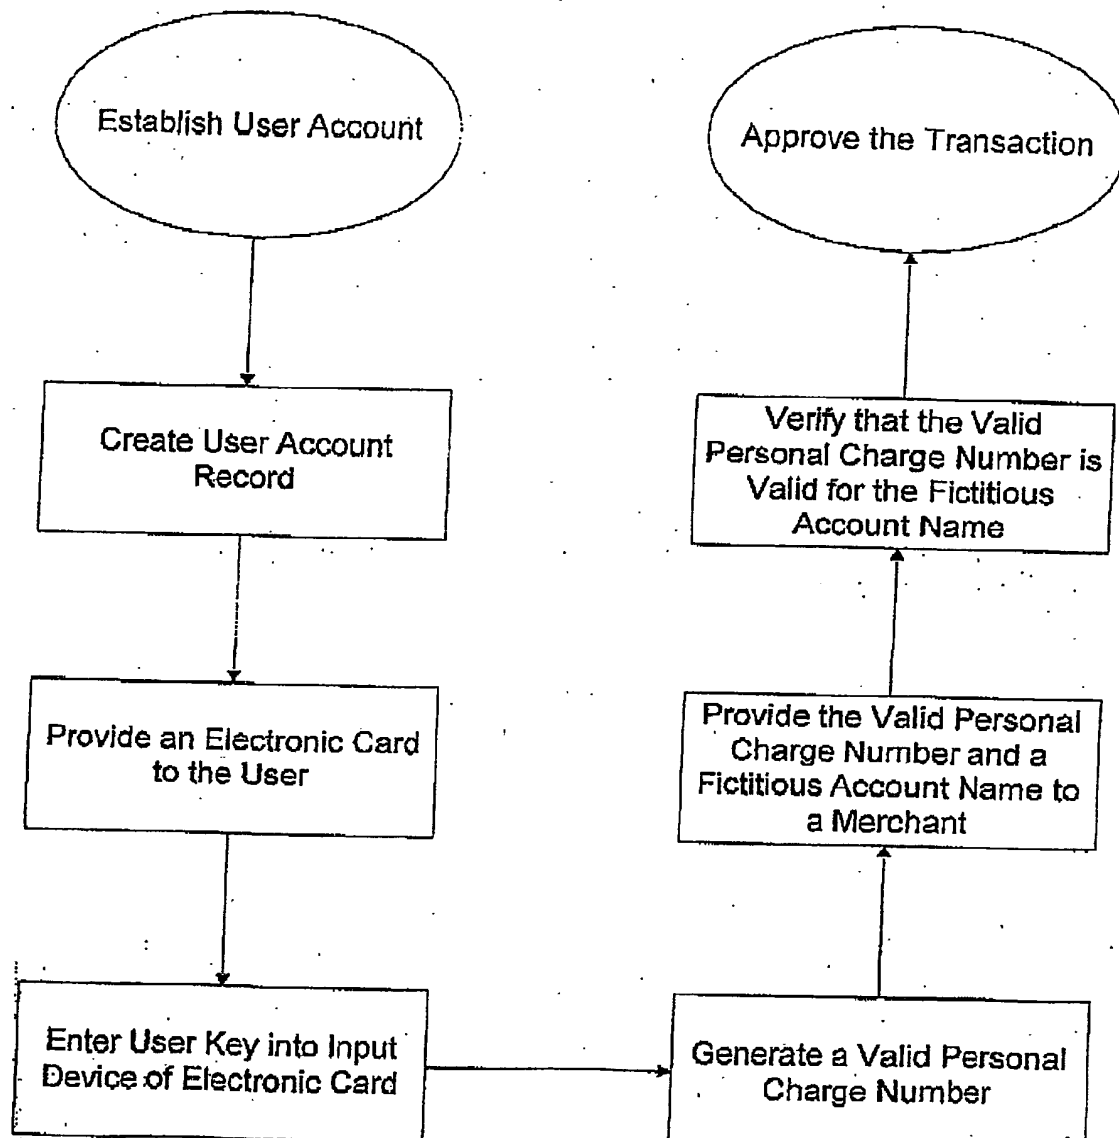 Establish User Account
Create User Account
Record
Provide an Electronic Card
to the User
Enter User Key into Input
Device of Electronic Card
Generate a Valid Personal
Charge Number
Provide the Valid Personal
Charge Number and a
Fictitious Account Name to
a Merchant
Verify that the Valid
Personal Charge Number is
Valid for the Fictitious
Account Name
Approve the Transaction